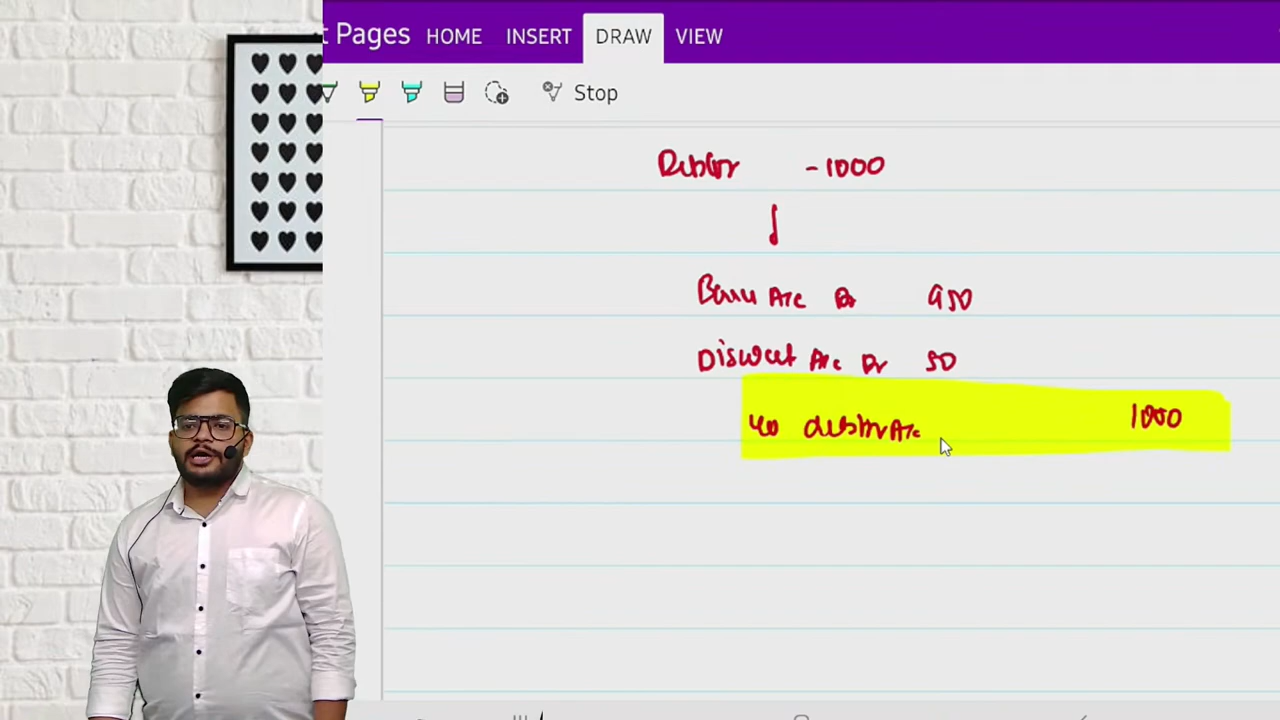 t Pages HOME INSERT DRAW VIEW
Stop
Debtor - 1000
Bank A/c Dr 950
Discount A/c Dr 50
to debtor A/c 1000